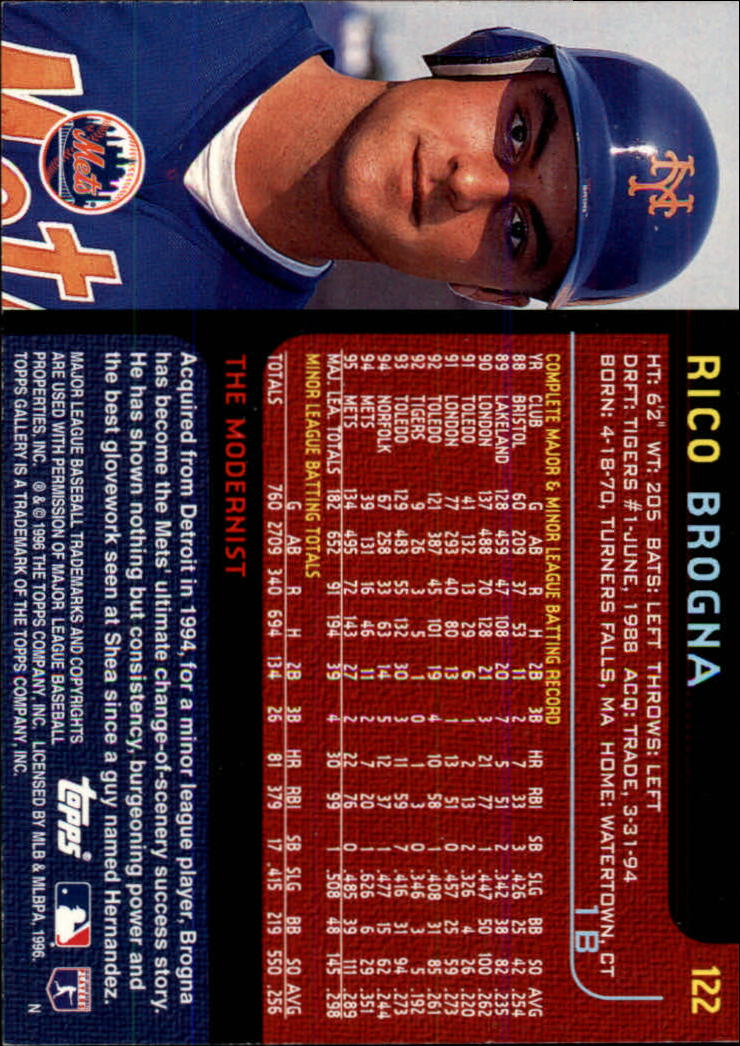 RICO BROGNA 122
1B
HT: 6'2" WT: 205 BATS: LEFT THROWS: LEFT
DRFT: TIGERS #1-JUNE, 1988 ACQ: TRADE, 3-31-94
BORN: 4-18-70, TURNERS FALLS, MA HOME: WATERTOWN, CT
COMPLETE MAJOR & MINOR LEAGUE BATTING RECORD
YR CLUB G AB R H 2B 3B HR RBI SB SLG BB SO AVG
88 BRISTOL 60 209 37 53 11 2 7 33 3 .426 25 42 .254
89 LAKELAND 128 459 47 108 20 7 5 51 2 .342 38 82 .235
90 LONDON 137 488 70 128 21 3 21 77 1 .447 50 100 .262
91 TOLEDO 41 132 13 29 6 1 2 13 2 .326 4 26 .220
91 LONDON 77 293 40 80 13 1 13 51 0 .457 25 59 .273
92 TOLEDO 121 387 45 101 19 4 10 58 1 .408 31 85 .261
92 TIGERS 9 26 3 5 1 0 1 3 0 .346 3 5 .192
93 TOLEDO 129 483 55 132 30 3 11 59 7 .416 31 94 .273
94 NORFOLK 67 258 33 63 14 5 12 37 1 .477 15 62 .244
94 METS 39 131 16 46 11 2 7 20 1 .626 6 29 .351
95 METS 134 495 72 143 27 2 22 76 0 .485 39 111 .289
MAJ. LEA. TOTALS 182 652 91 194 39 4 30 99 1 .508 48 145 .298
MINOR LEAGUE BATTING TOTALS
TOTALS 760 2709 340 694 134 26 81 379 17 .415 219 550 .256
THE MODERNIST
Acquired from Detroit in 1994, for a minor league player, Brogna
has become the Mets' ultimate change-of-scenery success story.
He has shown nothing but consistency, burgeoning power and
the best glovework seen at Shea since a guy named Hernandez.
MAJOR LEAGUE BASEBALL TRADEMARKS AND COPYRIGHTS
ARE USED WITH PERMISSION OF MAJOR LEAGUE BASEBALL
PROPERTIES, INC. ® & © 1996 THE TOPPS COMPANY, INC. LICENSED BY MLB & MLBPA, 1996.
TOPPS GALLERY IS A TRADEMARK OF THE TOPPS COMPANY, INC.
N
Topps®
NY
Mets
Met